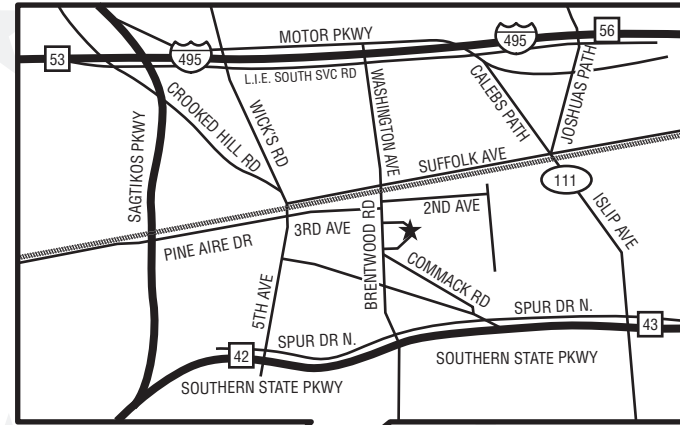 MOTOR PKWY
56
53
495
495
L.I.E. SOUTH SVC RD
CROOKED HILL RD
WICK'S RD
WASHINGTON AVE
CALEBS PATH
JOSHUAS PATH
SAGTIKOS PKWY
SUFFOLK AVE
111
2ND AVE
ISLIP AVE
PINE AIRE DR
3RD AVE
BRENTWOOD RD
COMMACK RD
5TH AVE
SPUR DR N.
43
SPUR DR N.
42
SOUTHERN STATE PKWY
SOUTHERN STATE PKWY